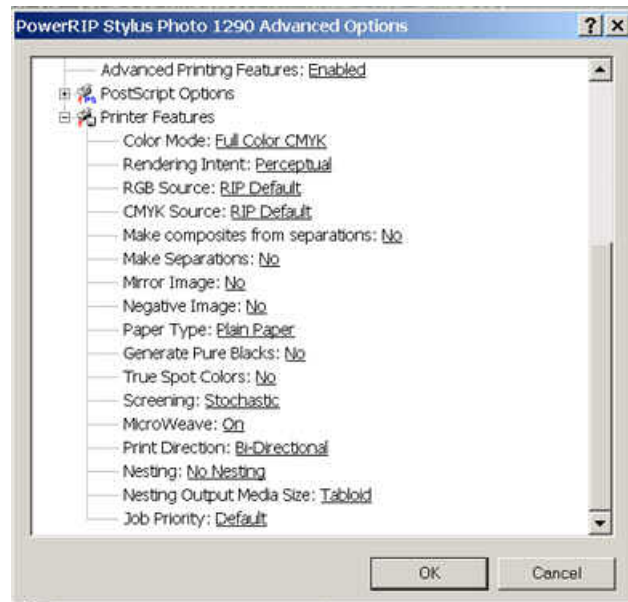 PowerRIP Stylus Photo 1290 Advanced Options
Advanced Printing Features: Enabled
PostScript Options
Printer Features
Color Mode: Full Color CMYK
Rendering Intent: Perceptual
RGB Source: RIP Default
CMYK Source: RIP Default
Make composites from separations: No
Make Separations: No
Mirror Image: No
Negative Image: No
Paper Type: Plain Paper
Generate Pure Blacks: No
True Spot Colors: No
Screening: Stochastic
MicroWeave: On
Print Direction: Bi-Directional
Nesting: No Nesting
Nesting Output Media Size: Tabloid
Job Priority: Default
OK Cancel